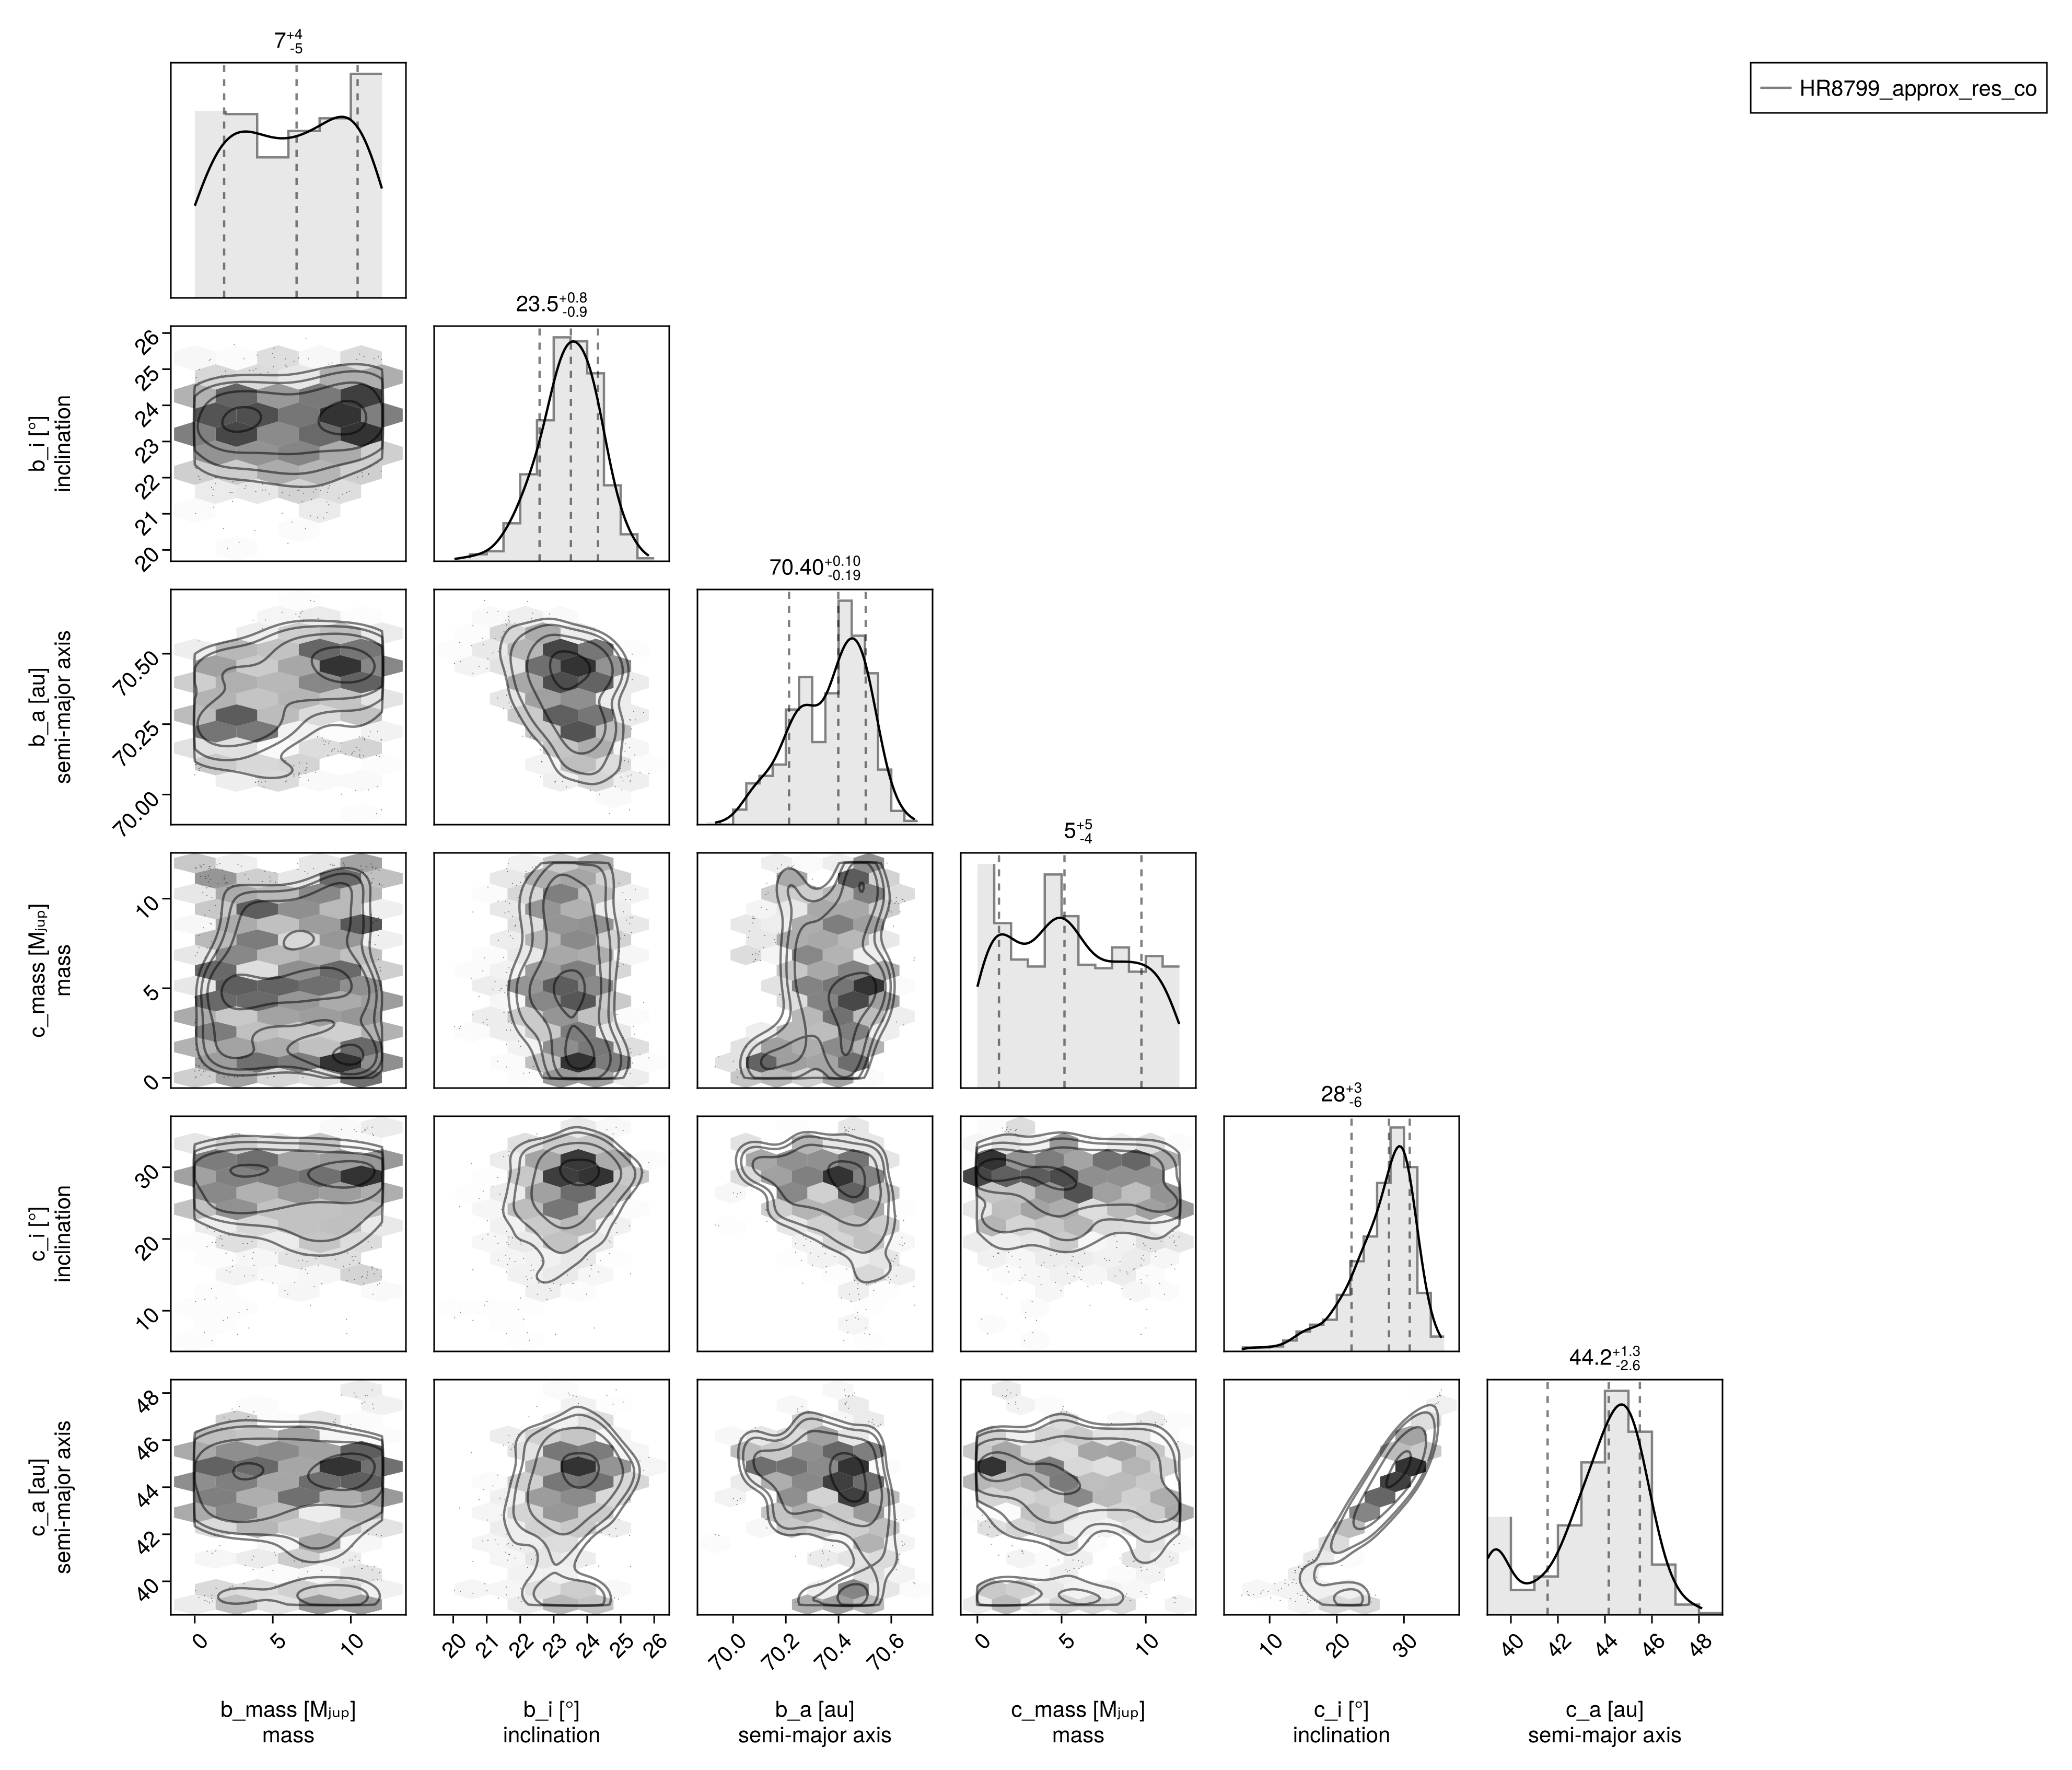 7+4-5
HR8799_approx_res_co
23.5+0.8-0.9
26
25
24
23
22
21
20
b_i [°]
inclination
70.40+0.10-0.19
70.50
70.25
70.00
b_a [au]
semi-major axis
5+5-4
10
5
0
c_mass [Mⱼᵤₚ]
mass
28+3-6
30
20
10
c_i [°]
inclination
44.2+1.3-2.6
48
46
44
42
40
c_a [au]
semi-major axis
0 5 10
20 21 22 23 24 25 26
70.0 70.2 70.4 70.6
0 5 10
10 20 30
40 42 44 46 48
b_mass [Mⱼᵤₚ]
mass
b_i [°]
inclination
b_a [au]
semi-major axis
c_mass [Mⱼᵤₚ]
mass
c_i [°]
inclination
c_a [au]
semi-major axis